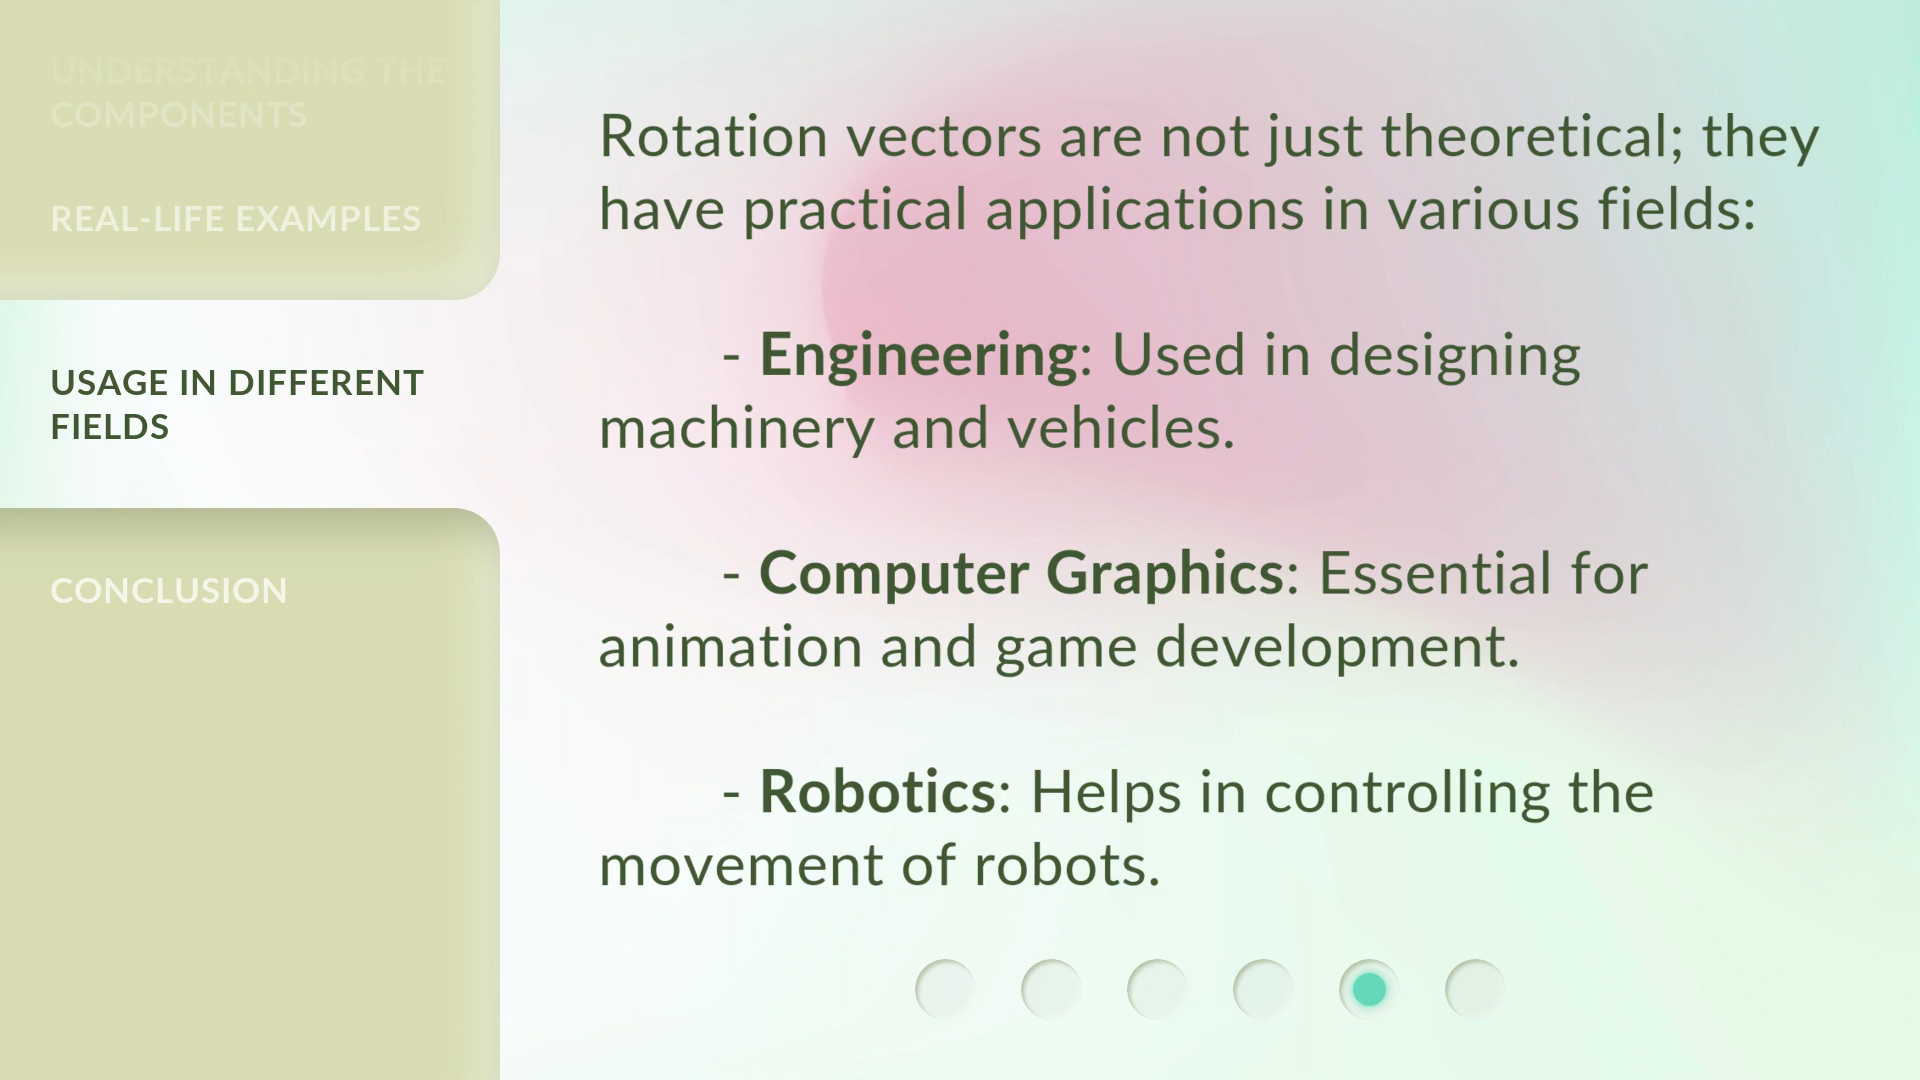 UNDERSTANDING THE
COMPONENTS
REAL-LIFE EXAMPLES
USAGE IN DIFFERENT
FIELDS
CONCLUSION
Rotation vectors are not just theoretical; they
have practical applications in various fields:
- Engineering: Used in designing
machinery and vehicles.
- Computer Graphics: Essential for
animation and game development.
- Robotics: Helps in controlling the
movement of robots.